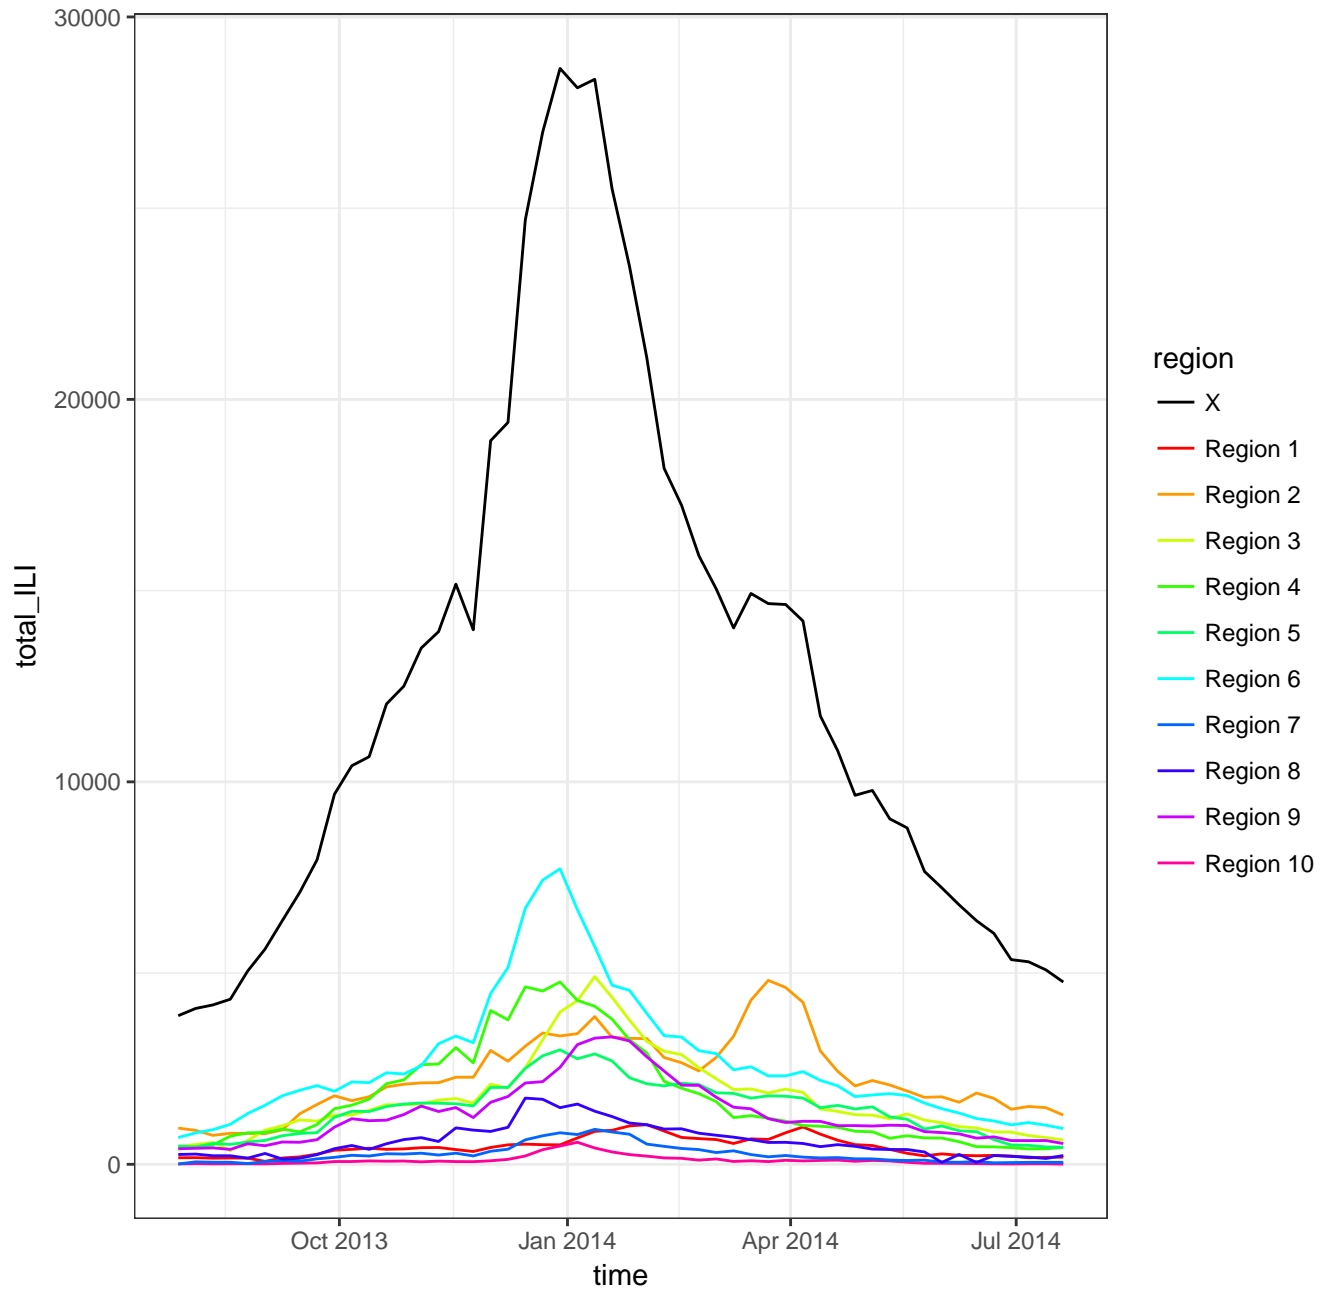 30000
20000
10000
0
total_ILI
Oct 2013
Jan 2014
Apr 2014
Jul 2014
time
region
X
Region 1
Region 2
Region 3
Region 4
Region 5
Region 6
Region 7
Region 8
Region 9
Region 10